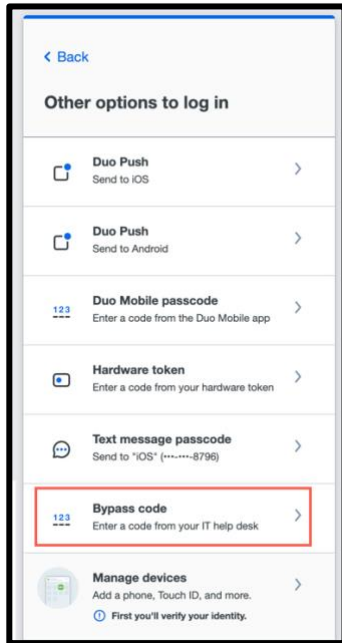 Back
Other options to log in
Duo Push
Send to iOS
Duo Push
Send to Android
123
Duo Mobile passcode
Enter a code from the Duo Mobile app
Hardware token
Enter a code from your hardware token
Text message passcode
Send to "iOS" (•••-•••-8796)
123
Bypass code
Enter a code from your IT help desk
Manage devices
Add a phone, Touch ID, and more.
First you'll verify your identity.